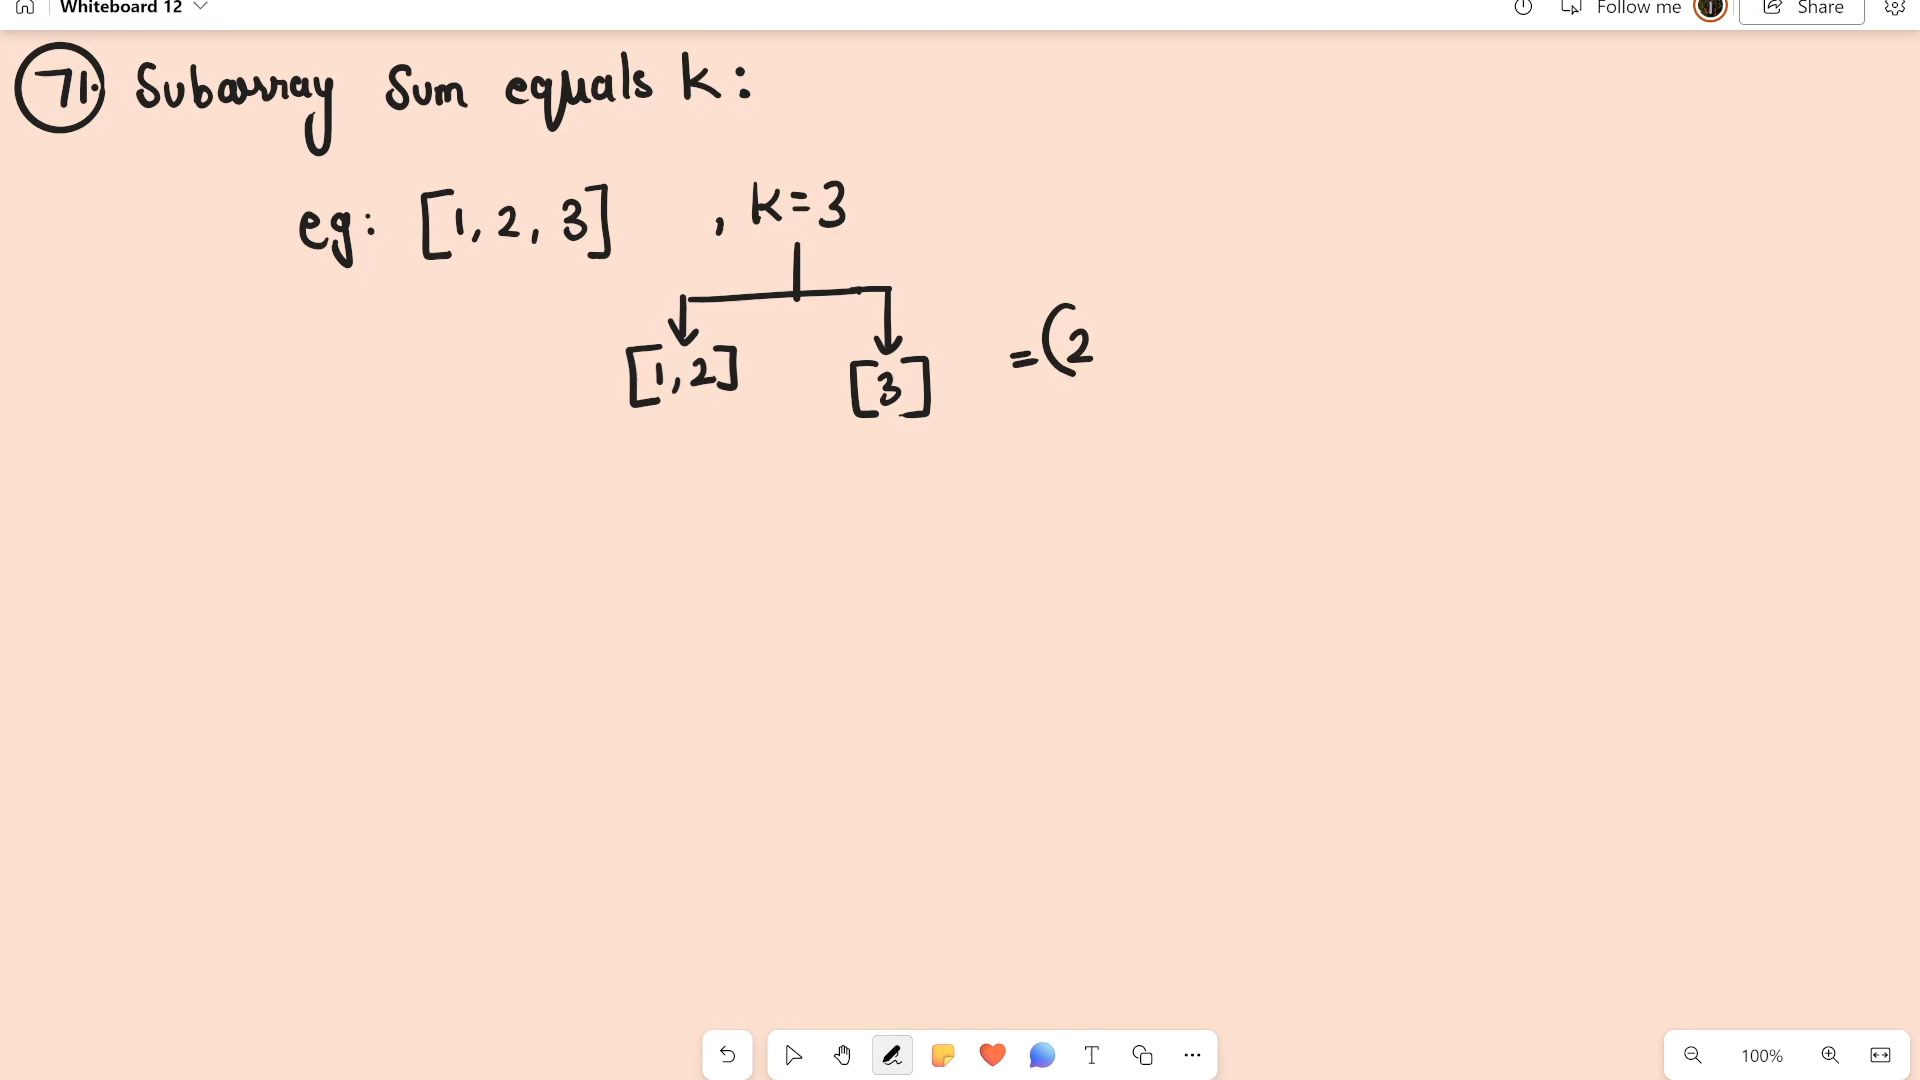 Whiteboard 12
Follow me
Share
71. Subarray Sum equals k:
eg: [1, 2, 3] , k=3
[1,2] [3] =(2
100%